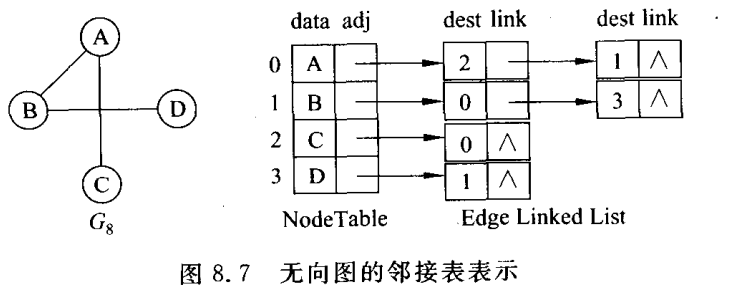 data adj dest link dest link
A
0 A 2 1 ∧
B D
1 B 0 3 ∧
2 C 0 ∧
C
3 D 1 ∧
G8
NodeTable Edge Linked List
图 8.7 无向图的邻接表表示